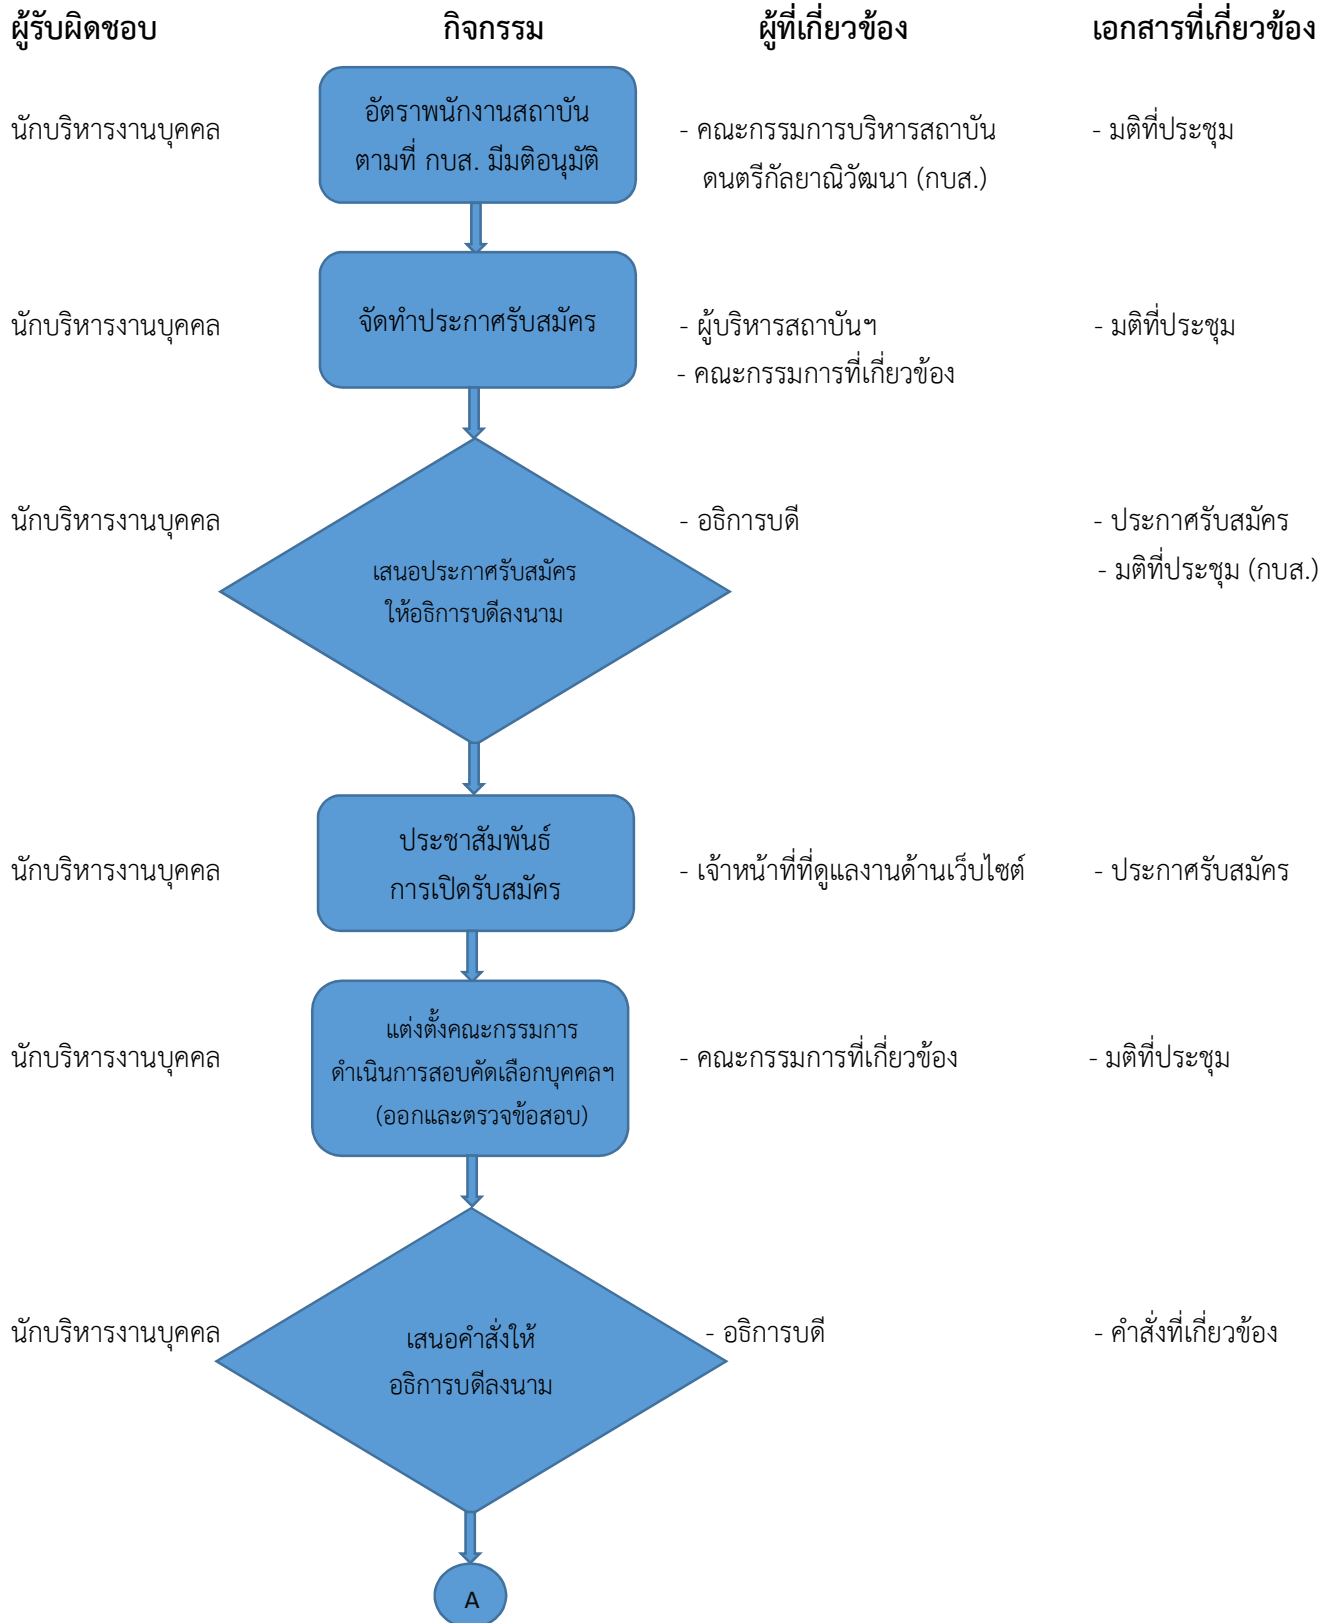 ผู้รับผิดชอบ กิจกรรม ผู้ที่เกี่ยวข้อง เอกสารที่เกี่ยวข้อง
นักบริหารงานบุคคล
อัตราพนักงานสถาบัน
ตามที่ กบส. มีมติอนุมัติ
- คณะกรรมการบริหารสถาบัน
ดนตรีกัลยาณิวัฒนา (กบส.)
- มติที่ประชุม
นักบริหารงานบุคคล
จัดทำประกาศรับสมัคร
- ผู้บริหารสถาบันฯ
- คณะกรรมการที่เกี่ยวข้อง
- มติที่ประชุม
นักบริหารงานบุคคล
เสนอประกาศรับสมัคร
ให้อธิการบดีลงนาม
- อธิการบดี
- ประกาศรับสมัคร
- มติที่ประชุม (กบส.)
นักบริหารงานบุคคล
ประชาสัมพันธ์
การเปิดรับสมัคร
- เจ้าหน้าที่ที่ดูแลงานด้านเว็บไซต์
- ประกาศรับสมัคร
นักบริหารงานบุคคล
แต่งตั้งคณะกรรมการ
ดำเนินการสอบคัดเลือกบุคคลฯ
(ออกและตรวจข้อสอบ)
- คณะกรรมการที่เกี่ยวข้อง
- มติที่ประชุม
นักบริหารงานบุคคล
เสนอคำสั่งให้
อธิการบดีลงนาม
- อธิการบดี
- คำสั่งที่เกี่ยวข้อง
A